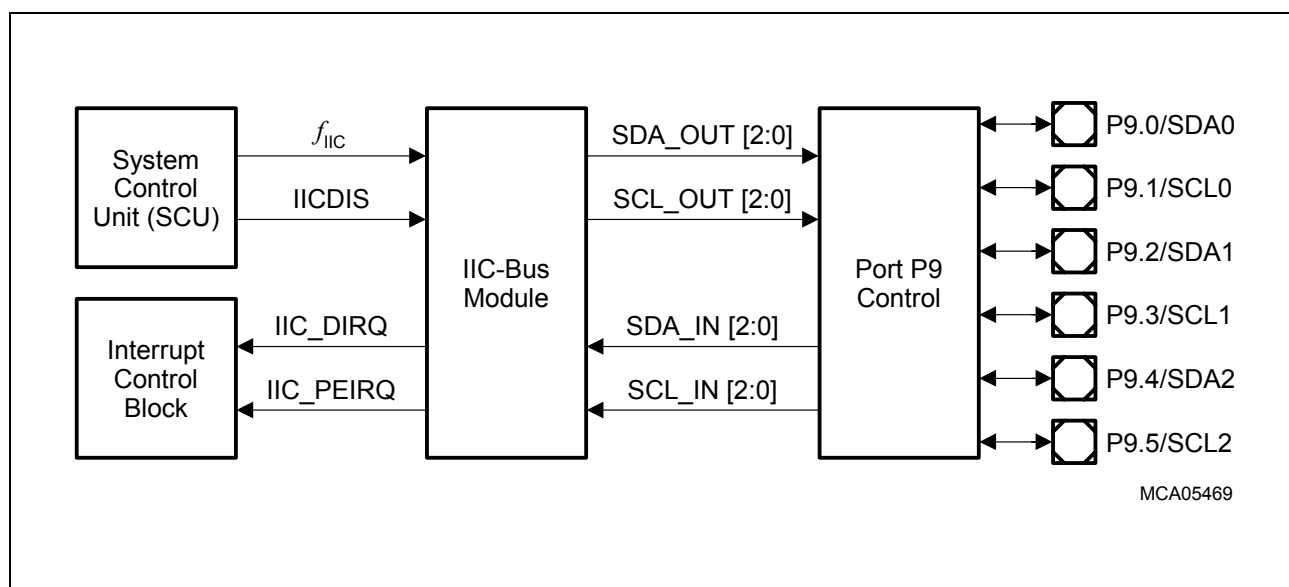 System
Control
Unit (SCU)
Interrupt
Control
Block
fIIC
IICDIS
IIC_DIRQ
IIC_PEIRQ
IIC-Bus
Module
SDA_OUT [2:0]
SCL_OUT [2:0]
SDA_IN [2:0]
SCL_IN [2:0]
Port P9
Control
P9.0/SDA0
P9.1/SCL0
P9.2/SDA1
P9.3/SCL1
P9.4/SDA2
P9.5/SCL2
MCA05469